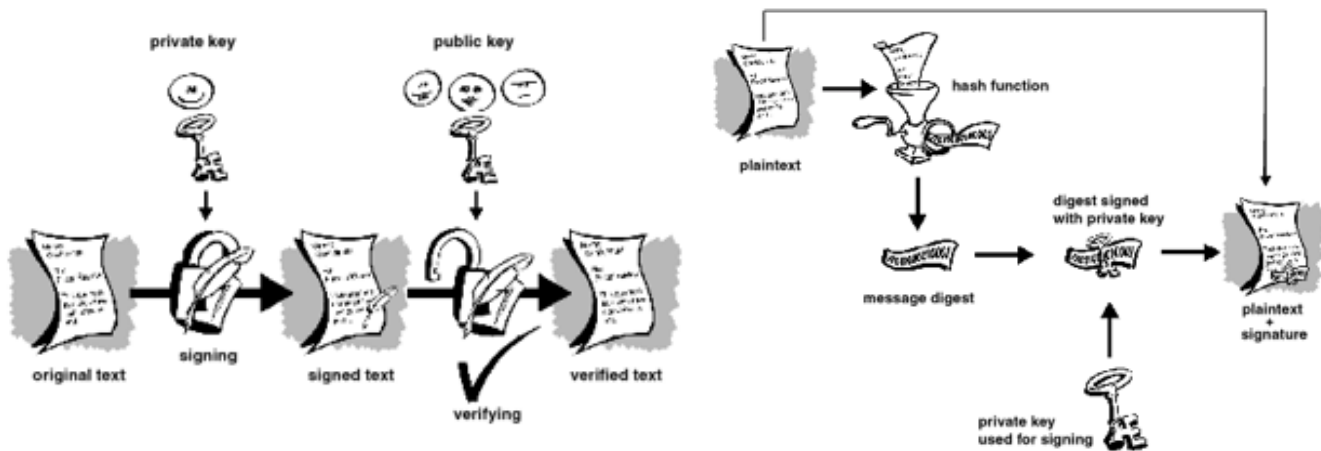 private key
public key
original text
signing
signed text
verifying
verified text
plaintext
hash function
message digest
digest signed
with private key
plaintext
+
signature
private key
used for signing